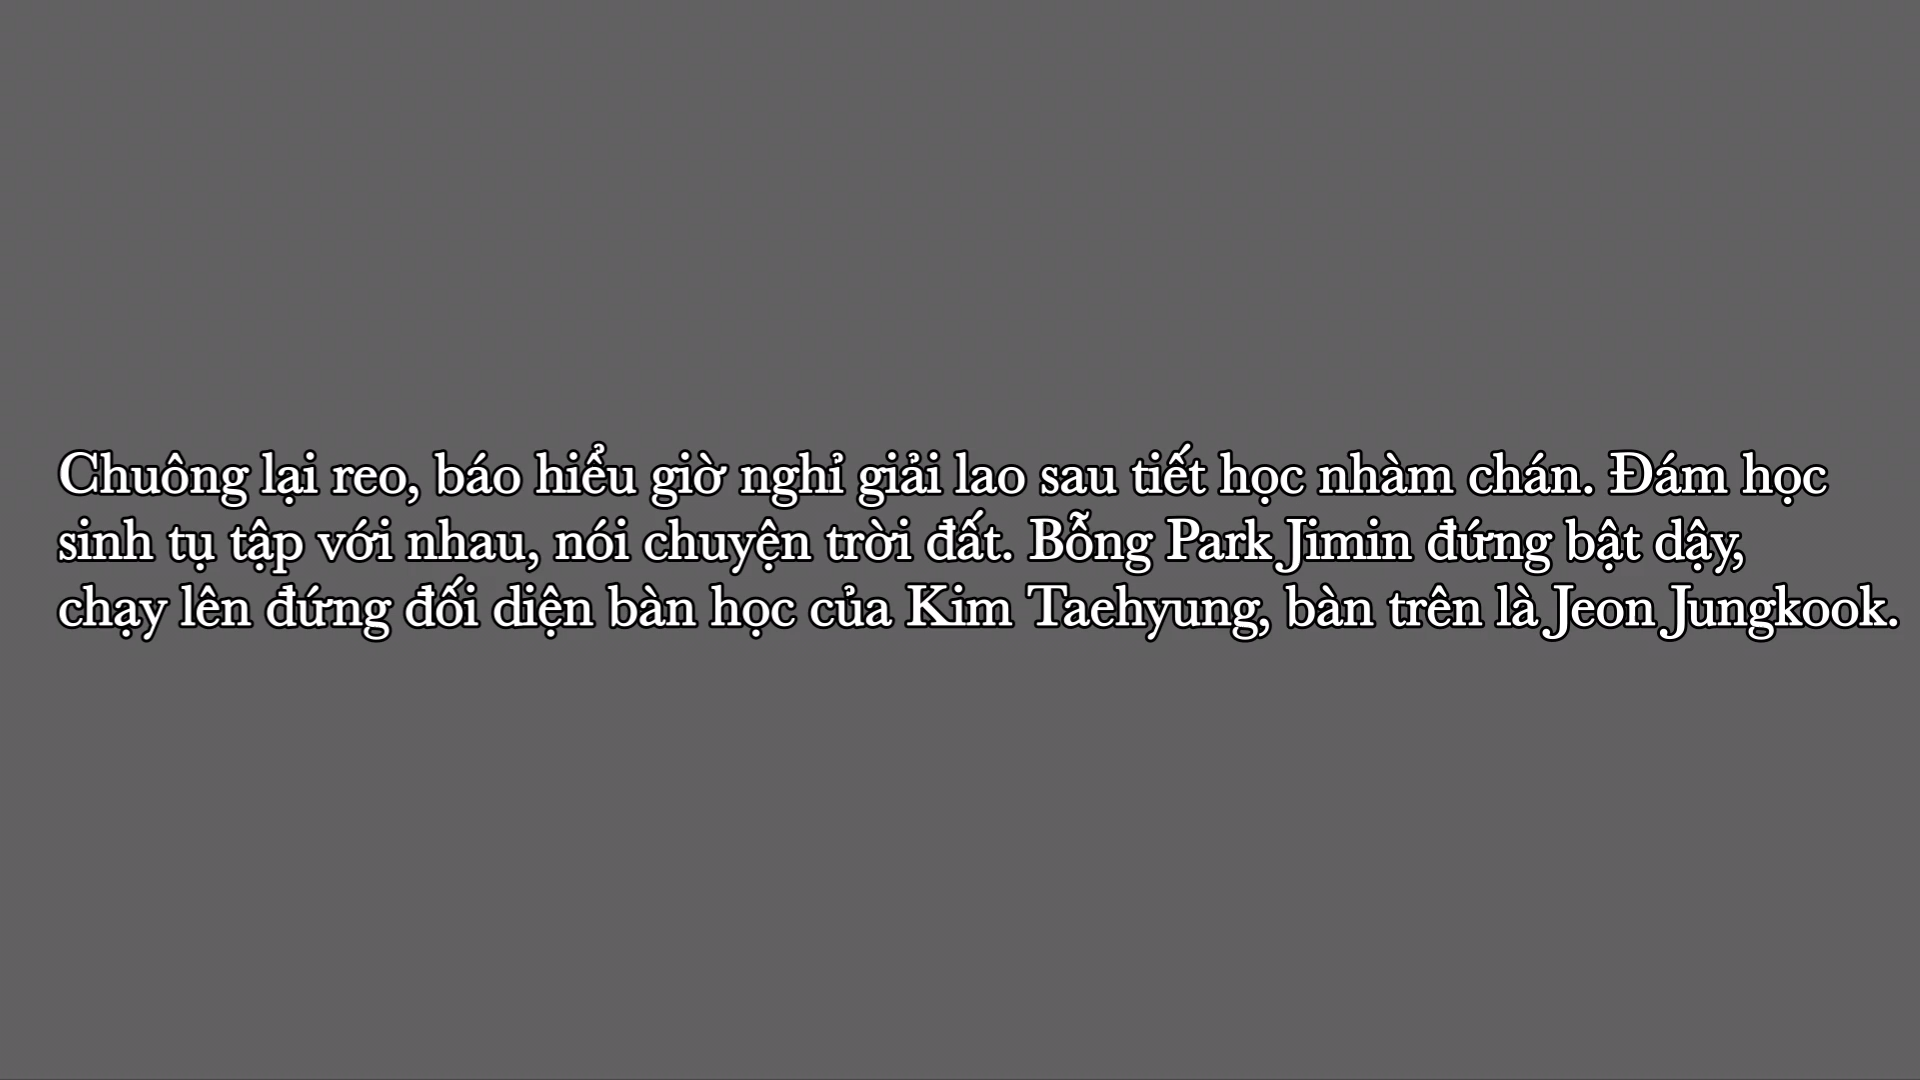 Chuông lại reo, báo hiểu giờ nghỉ giải lao sau tiết học nhàm chán. Đám học
sinh tụ tập với nhau, nói chuyện trời đất. Bỗng Park Jimin đứng bật dậy,
chạy lên đứng đối diện bàn học của Kim Taehyung, bàn trên là Jeon Jungkook.